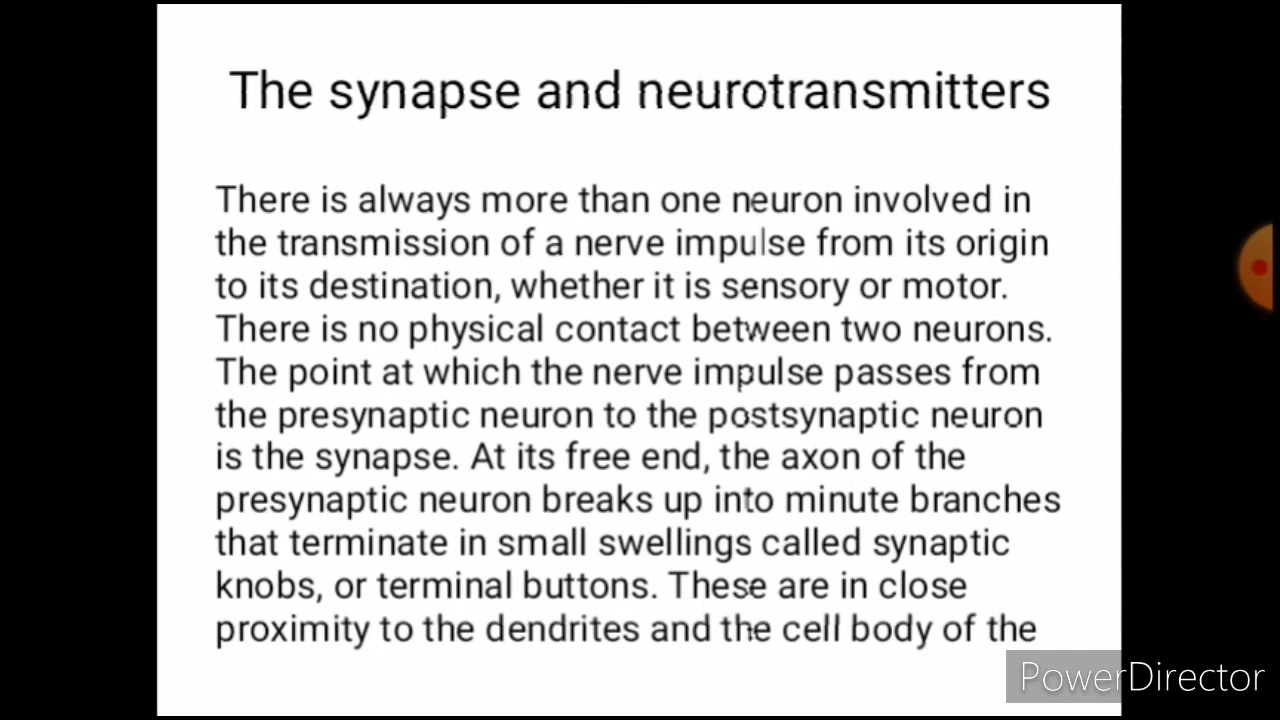 The synapse and neurotransmitters
There is always more than one neuron involved in
the transmission of a nerve impulse from its origin
to its destination, whether it is sensory or motor.
There is no physical contact between two neurons.
The point at which the nerve impulse passes from
the presynaptic neuron to the postsynaptic neuron
is the synapse. At its free end, the axon of the
presynaptic neuron breaks up into minute branches
that terminate in small swellings called synaptic
knobs, or terminal buttons. These are in close
proximity to the dendrites and the cell body of the
PowerDirector